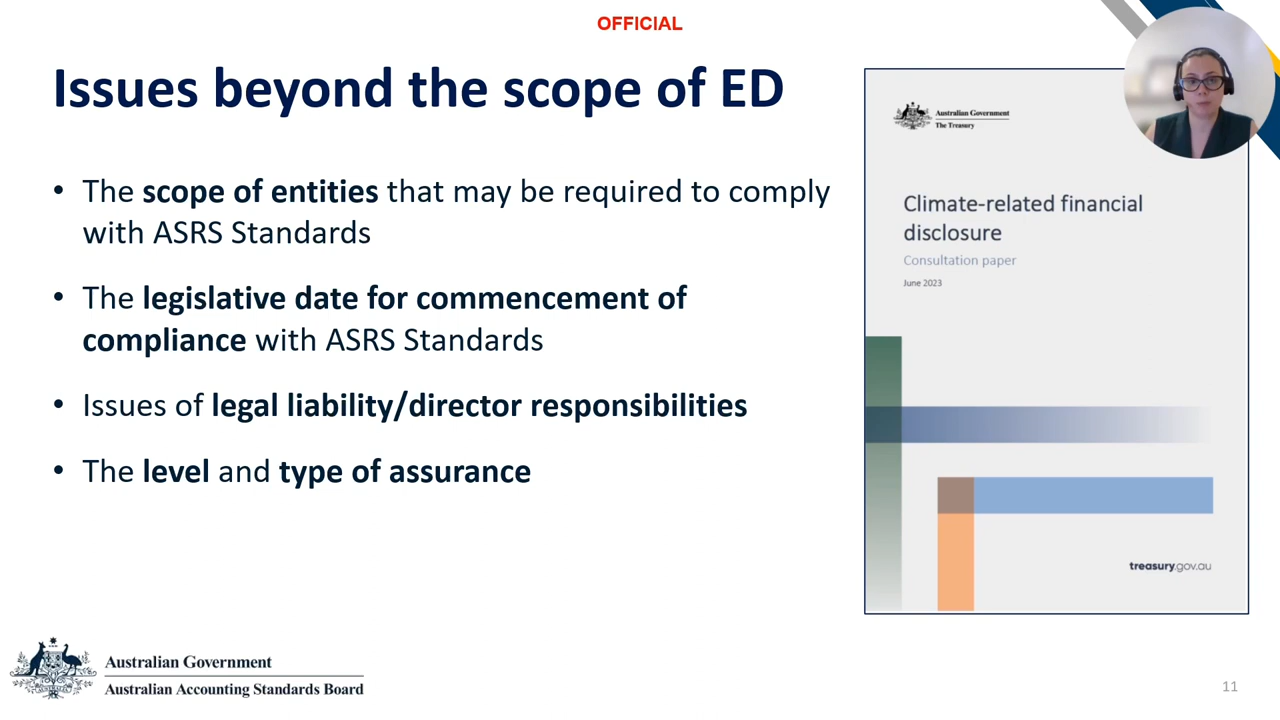 OFFICIAL
Issues beyond the scope of ED
• The scope of entities that may be required to comply
with ASRS Standards
• The legislative date for commencement of
compliance with ASRS Standards
• Issues of legal liability/director responsibilities
• The level and type of assurance
Australian Government
The Treasury
Climate-related financial
disclosure
Consultation paper
June 2023
treasury.gov.au
Australian Government
Australian Accounting Standards Board
11